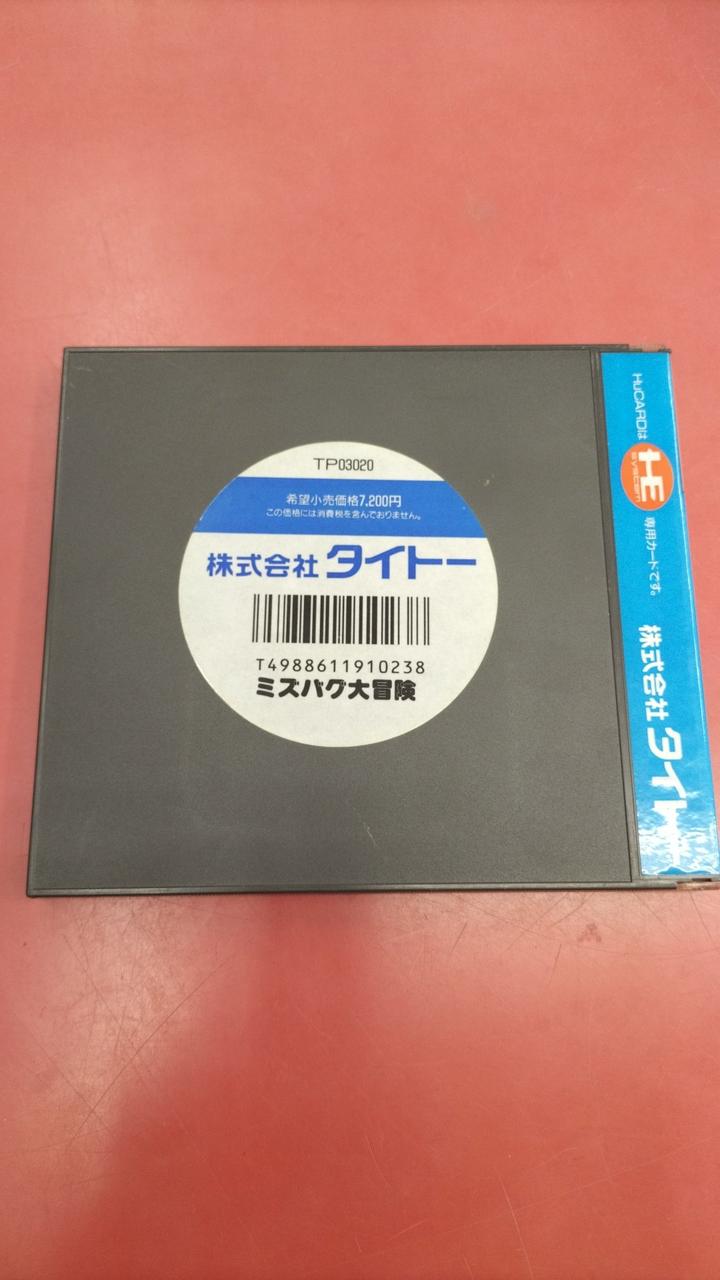 TP03020
希望小売価格7,200円
この価格には消費税を含んでおりません。
株式会社 タイトー
T4988611910238
ミズバグ大冒険
HuCARDは HE system 専用カードです。
株式会社 タイトー